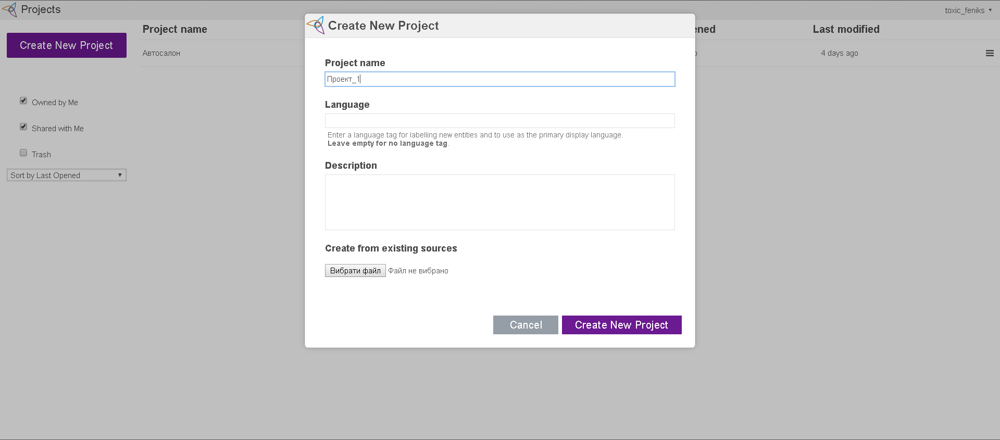 Projects
toxic_feniks
Create New Project
Project name
Last modified
Автосалон
4 days ago
Owned by Me
Shared with Me
Trash
Sort by Last Opened
Create New Project
Project name
Проект_1
Language
Enter a language tag for labelling new entities and to use as the primary display language.
Leave empty for no language tag.
Description
Create from existing sources
Вибрати файл Файл не вибрано
Cancel
Create New Project